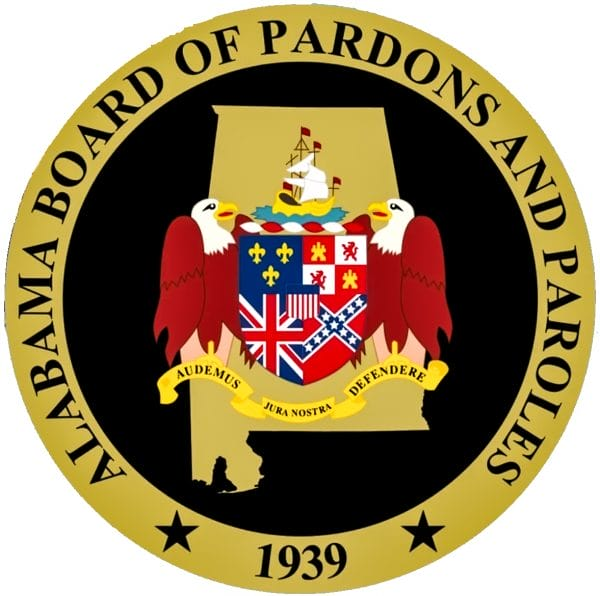 ALABAMA BOARD OF PARDONS AND PAROLES
AUDEMUS
JURA NOSTRA
DEFENDERE
1939